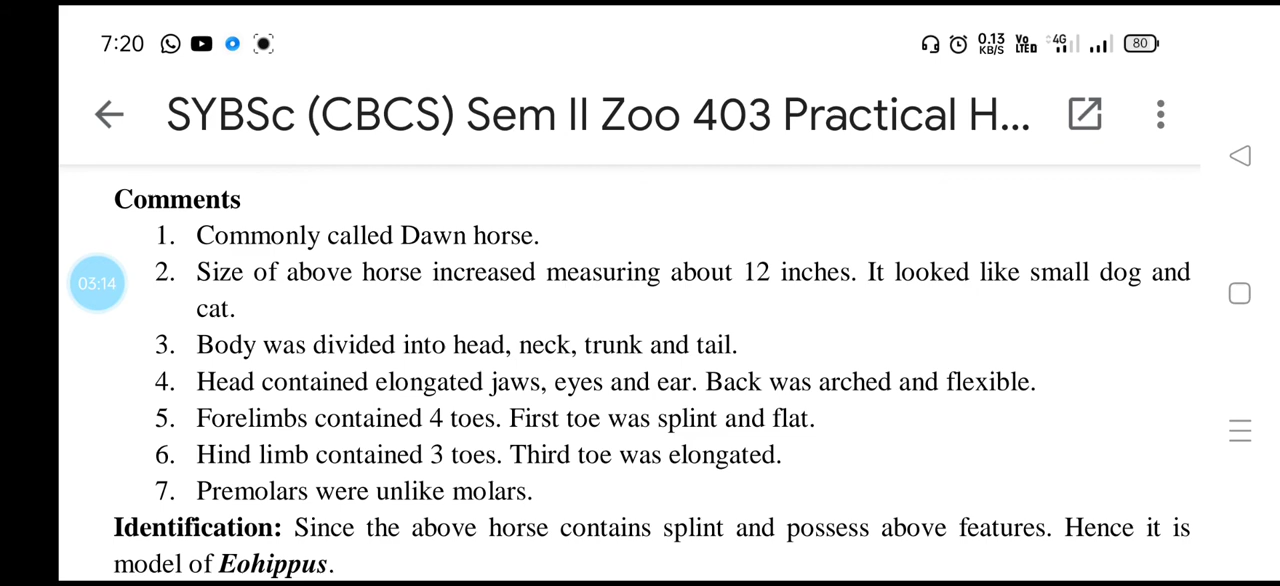 7:20
0.13 KB/S Vo LTED 4G 80
SYBSc (CBCS) Sem II Zoo 403 Practical H...
Comments
1. Commonly called Dawn horse.
03:14
2. Size of above horse increased measuring about 12 inches. It looked like small dog and
cat.
3. Body was divided into head, neck, trunk and tail.
4. Head contained elongated jaws, eyes and ear. Back was arched and flexible.
5. Forelimbs contained 4 toes. First toe was splint and flat.
6. Hind limb contained 3 toes. Third toe was elongated.
7. Premolars were unlike molars.
Identification: Since the above horse contains splint and possess above features. Hence it is
model of Eohippus.